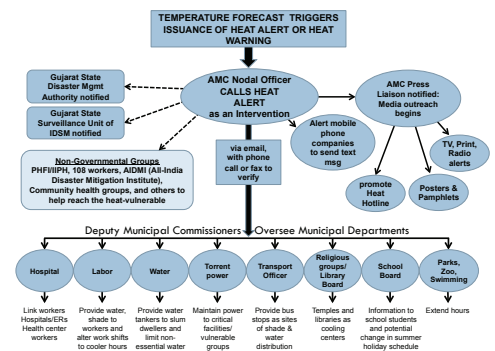 TEMPERATURE FORECAST TRIGGERS
ISSUANCE OF HEAT ALERT OR HEAT
WARNING
Gujarat State
Disaster Mgmt
Authority notified
AMC Nodal Officer
CALLS HEAT
ALERT
as an Intervention
AMC Press
Liaison notified:
Media outreach
begins
Gujarat State
Surveillance Unit of
IDSM notified
Alert mobile
phone
companies to
send text
msg
TV, Print,
Radio
alerts
Non-Governmental Groups
PHFI/IIPH, 108 workers, AIDMI (All-India
Disaster Mitigation Institute),
Community health groups, and others to
help reach the heat-vulnerable
via email,
with phone
call or fax to
verify
promote
Heat
Hotline
Posters &
Pamphlets
Deputy Municipal Commissioners Oversee Municipal Departments
Hospital
Labor
Water
Torrent
power
Transport
Officer
Religious
groups/
Library
Board
School
Board
Parks,
Zoo,
Swimming
Link workers
Hospitals/ERs
Health center
workers
Provide water,
shade to
workers and
alter work shifts
to cooler hours
Provide water
tankers to slum
dwellers and
limit non-
essential water
Maintain power
to critical
facilities/
vulnerable
groups
Provide bus
stops as sites
of shade &
water
distribution
Temples and
libraries as
cooling
centers
Information to
school students
and potential
change in summer
holiday schedule
Extend hours